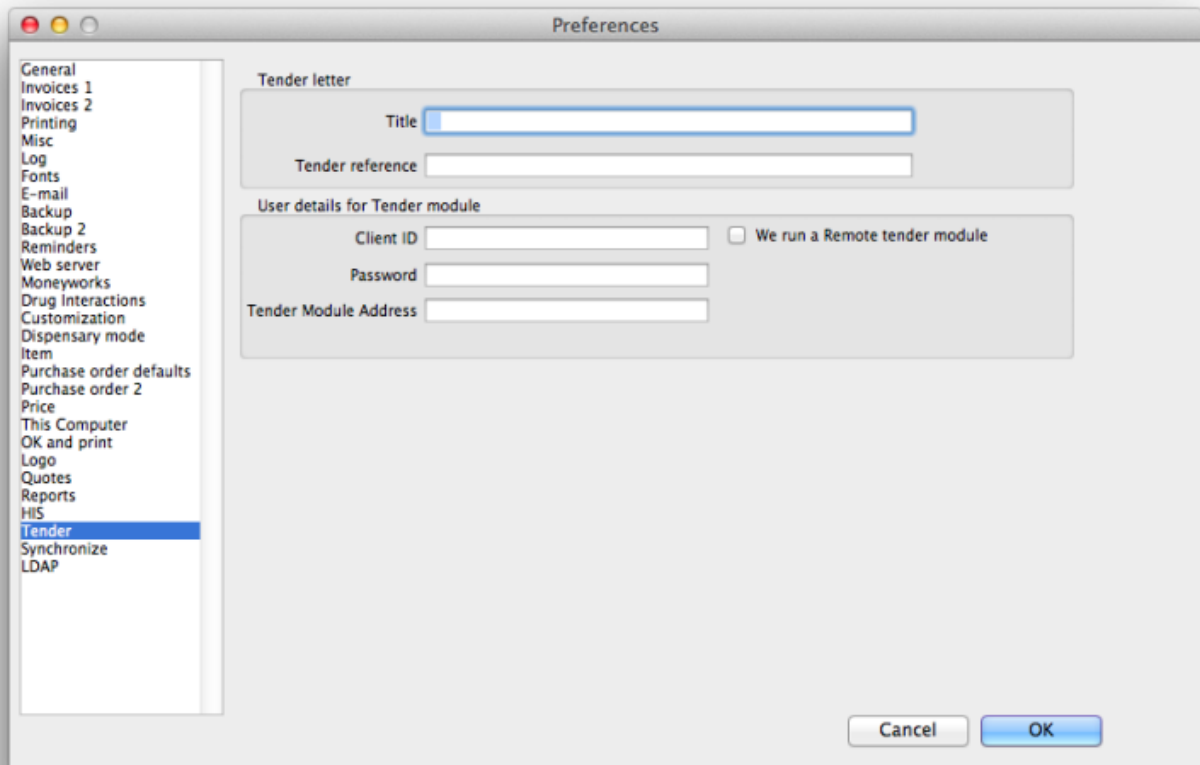 Preferences
General
Invoices 1
Invoices 2
Printing
Misc
Log
Fonts
E-mail
Backup
Backup 2
Reminders
Web server
Moneyworks
Drug Interactions
Customization
Dispensary mode
Item
Purchase order defaults
Purchase order 2
Price
This Computer
OK and print
Logo
Quotes
Reports
HIS
Tender
Synchronize
LDAP
Tender letter
Title
Tender reference
User details for Tender module
Client ID
We run a Remote tender module
Password
Tender Module Address
Cancel
OK